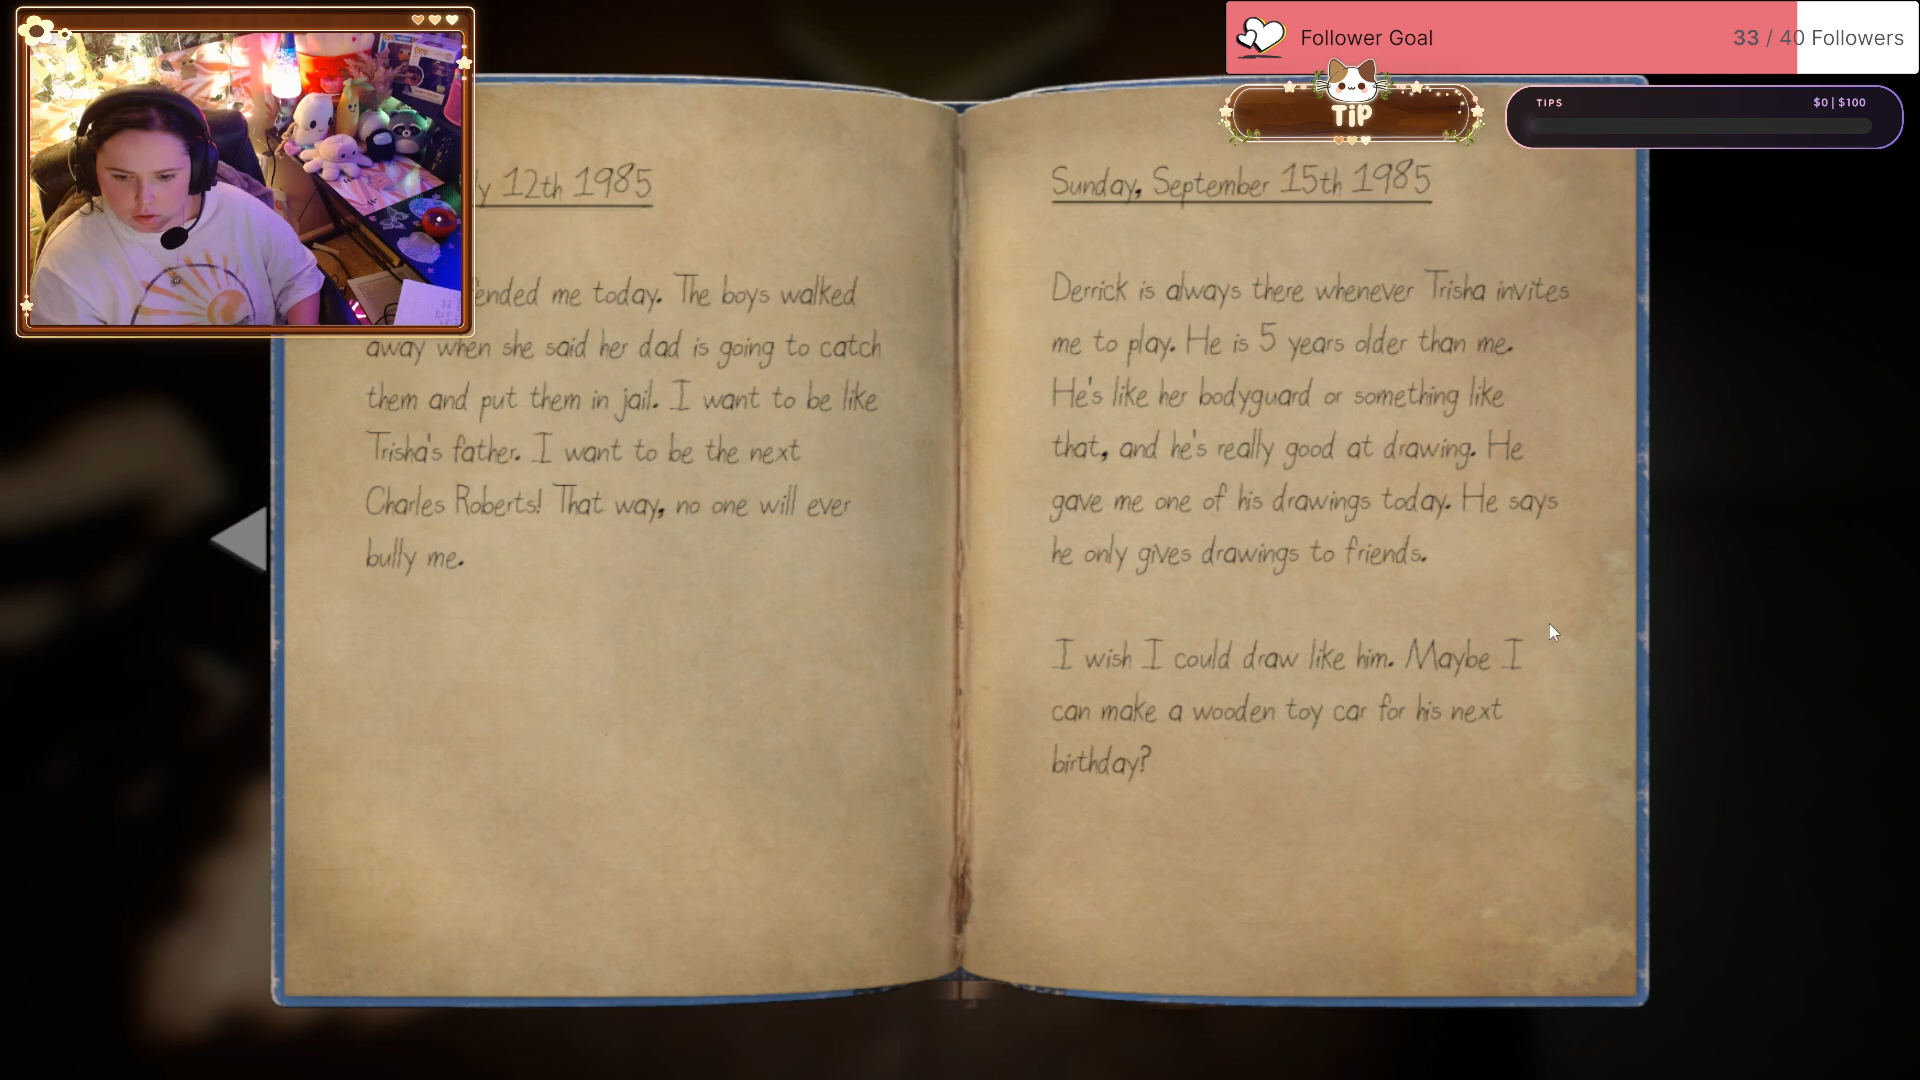 Follower Goal
33 / 40 Followers
TiP
TIPS
$0 | $100
12th 1985
me today. The boys walked
away when she said her dad is going to catch
them and put them in jail. I want to be like
Trisha's father. I want to be the next
Charles Roberts! That way, no one will ever
bully me.
Sunday, September 15th 1985
Derrick is always there whenever Trisha invites
me to play. He is 5 years older than me.
He's like her bodyguard or something like
that, and he's really good at drawing. He
gave me one of his drawings today. He says
he only gives drawings to friends.
I wish I could draw like him. Maybe I
can make a wooden toy car for his next
birthday?